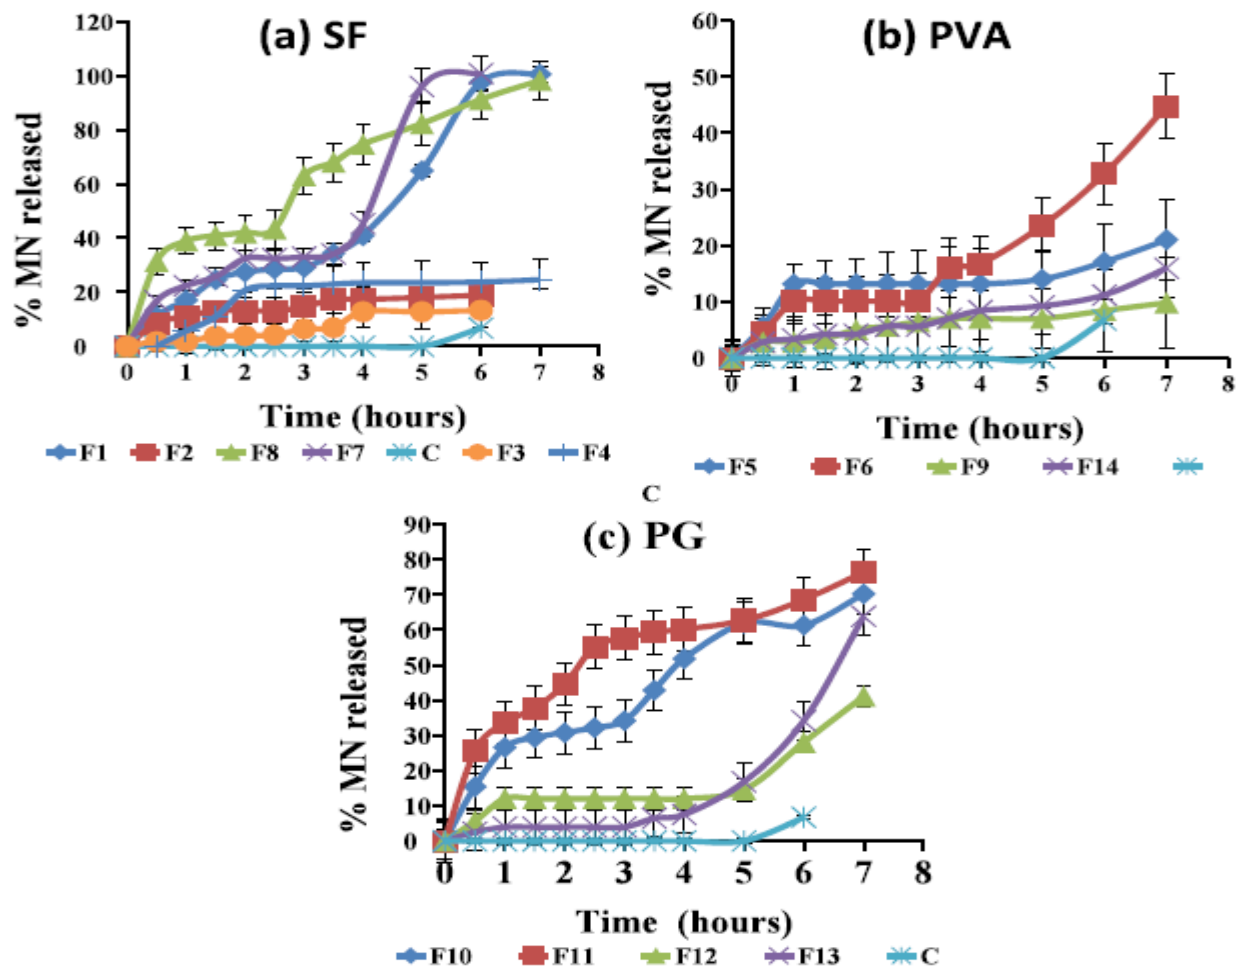 (a) SF
% MN released
120
100
80
60
40
20
0
0 1 2 3 4 5 6 7 8
Time (hours)
F1 F2 F8 F7 C F3 F4
(b) PVA
% MN released
60
50
40
30
20
10
0
0 1 2 3 4 5 6 7 8
Time (hours)
F5 F6 F9 F14
C
(c) PG
% MN released
90
80
70
60
50
40
30
20
10
0
0 1 2 3 4 5 6 7 8
Time (hours)
F10 F11 F12 F13 C